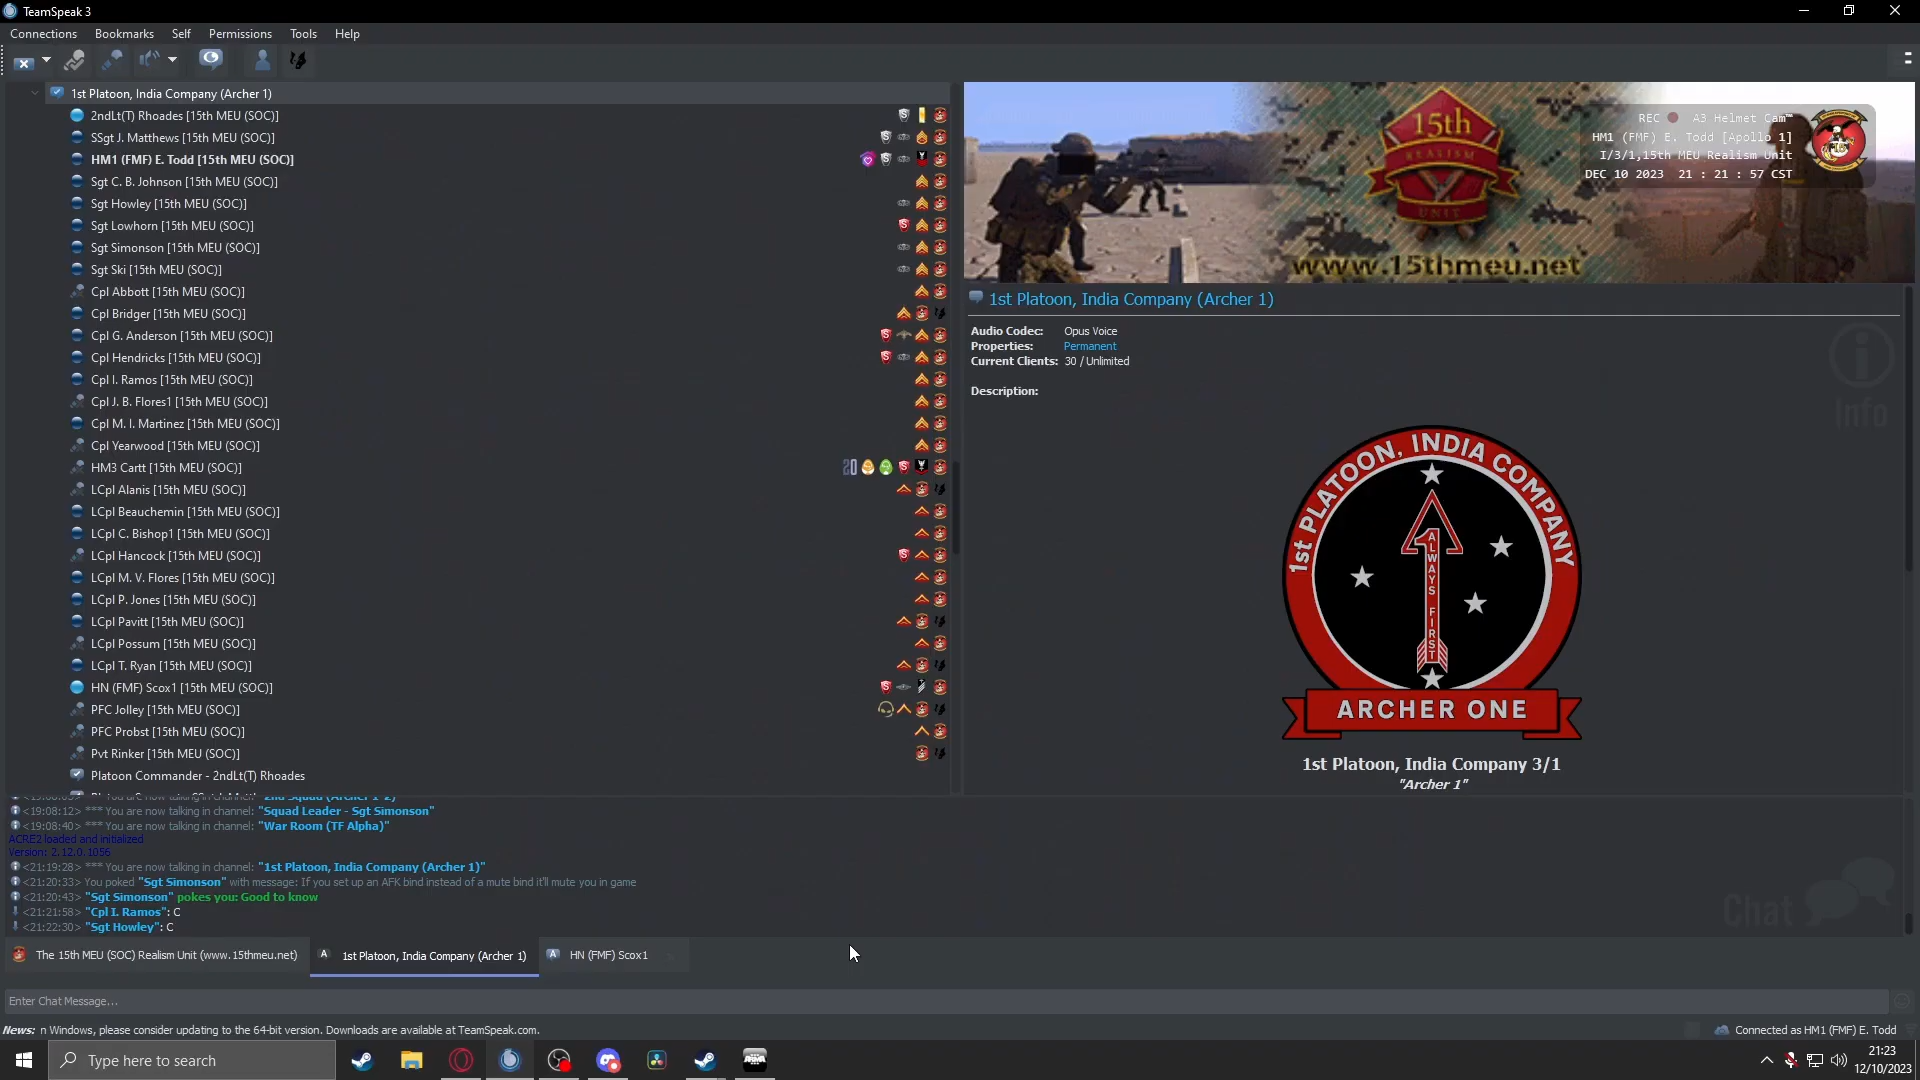 TeamSpeak 3
Connections Bookmarks Self Permissions Tools Help
1st Platoon, India Company (Archer 1)
2ndLt(T) Rhoades [15th MEU (SOC)]
SSgt J. Matthews [15th MEU (SOC)]
HM1 (FMF) E. Todd [15th MEU (SOC)]
Sgt C. B. Johnson [15th MEU (SOC)]
Sgt Howley [15th MEU (SOC)]
Sgt Lowhorn [15th MEU (SOC)]
Sgt Simonson [15th MEU (SOC)]
Sgt Ski [15th MEU (SOC)]
Cpl Abbott [15th MEU (SOC)]
Cpl Bridger [15th MEU (SOC)]
Cpl G. Anderson [15th MEU (SOC)]
Cpl Hendricks [15th MEU (SOC)]
Cpl I. Ramos [15th MEU (SOC)]
Cpl J. B. Flores1 [15th MEU (SOC)]
Cpl M. I. Martinez [15th MEU (SOC)]
Cpl Yearwood [15th MEU (SOC)]
HM3 Cartt [15th MEU (SOC)]
20
LCpl Alanis [15th MEU (SOC)]
LCpl Beauchemin [15th MEU (SOC)]
LCpl C. Bishop1 [15th MEU (SOC)]
LCpl Hancock [15th MEU (SOC)]
LCpl M. V. Flores [15th MEU (SOC)]
LCpl P. Jones [15th MEU (SOC)]
LCpl Pavitt [15th MEU (SOC)]
LCpl Possum [15th MEU (SOC)]
LCpl T. Ryan [15th MEU (SOC)]
HN (FMF) Scox1 [15th MEU (SOC)]
PFC Jolley [15th MEU (SOC)]
PFC Probst [15th MEU (SOC)]
Pvt Rinker [15th MEU (SOC)]
Platoon Commander - 2ndLt(T) Rhoades
15th
REALISM
UNIT
www.15thmeu.net
REC A3 Helmet Cam™
HM1 (FMF) E. Todd [Apollo 1]
I/3/1,15th MEU Realism Unit
DEC 10 2023 21 : 21 : 57 CST
1st Platoon, India Company (Archer 1)
Audio Codec: Opus Voice
Properties: Permanent
Current Clients: 30 / Unlimited
Description:
Info
1st PLATOON, INDIA COMPANY
1
ALWAYS FIRST
ARCHER ONE
1st Platoon, India Company 3/1
"Archer 1"
<19:08:12> *** You are now talking in channel: "Squad Leader - Sgt Simonson"
<19:08:40> *** You are now talking in channel: "War Room (TF Alpha)"
ACRE2 loaded and initialized
Version: 2.12.0.1056
<21:19:28> *** You are now talking in channel: "1st Platoon, India Company (Archer 1)"
<21:20:33> You poked "Sgt Simonson" with message: If you set up an AFK bind instead of a mute bind it'll mute you in game
<21:20:43> "Sgt Simonson" pokes you: Good to know
<21:21:58> "Cpl I. Ramos": C
<21:22:30> "Sgt Howley": C
Chat
The 15th MEU (SOC) Realism Unit (www.15thmeu.net)
A 1st Platoon, India Company (Archer 1)
A HN (FMF) Scox1
Enter Chat Message...
News: n Windows, please consider updating to the 64-bit version. Downloads are available at TeamSpeak.com.
Connected as HM1 (FMF) E. Todd
Type here to search
21:23
12/10/2023